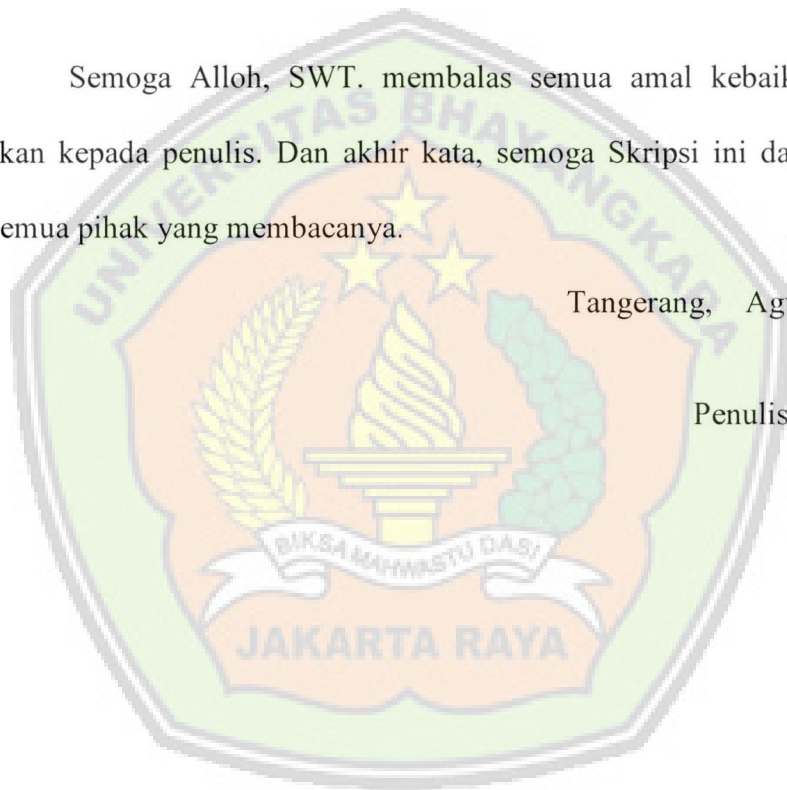 Semoga Alloh, SWT. membalas semua amal kebaik
kan kepada penulis. Dan akhir kata, semoga Skripsi ini da
emua pihak yang membacanya.
Tangerang, Ag
Penulis
UNIVERSITAS BHAYANGKARA
BIKSA MAHWASTU DASI
JAKARTA RAYA